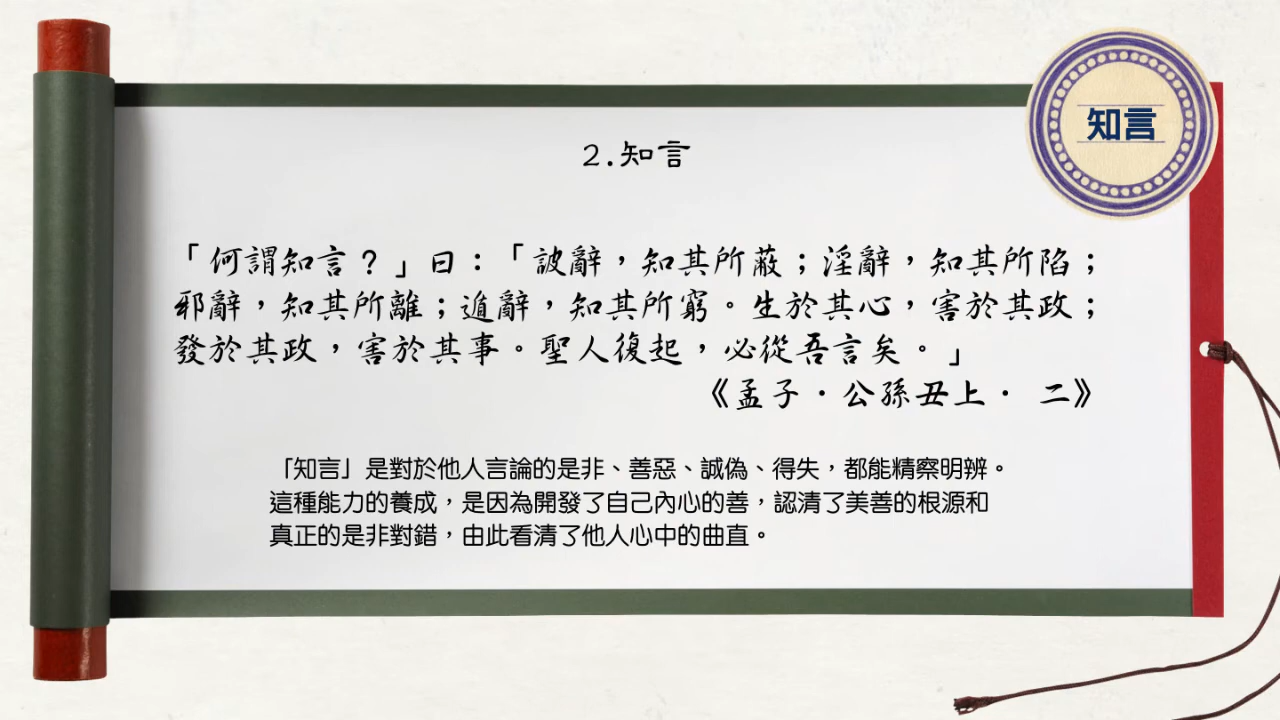 知言
2.知言
「何謂知言？」曰：「詖辭，知其所蔽；淫辭，知其所陷；
邪辭，知其所離；遁辭，知其所窮。生於其心，害於其政；
發於其政，害於其事。聖人復起，必從吾言矣。」
《孟子．公孫丑上． 二》
「知言」是對於他人言論的是非、善惡、誠偽、得失，都能精察明辨。
這種能力的養成，是因為開發了自己內心的善，認清了美善的根源和
真正的是非對錯，由此看清了他人心中的曲直。